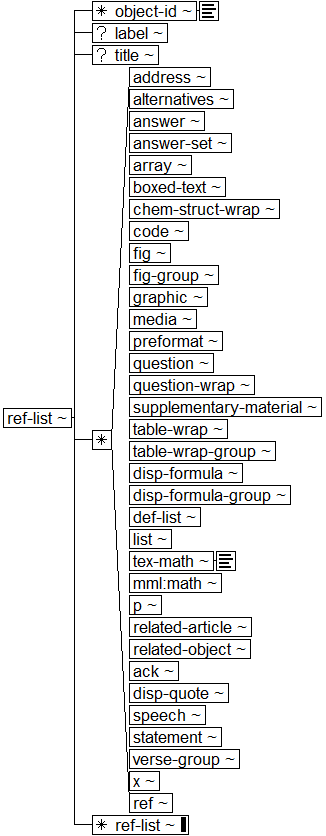 * object-id ~
? label ~
? title ~
address ~
alternatives ~
answer ~
answer-set ~
array ~
boxed-text ~
chem-struct-wrap ~
code ~
fig ~
fig-group ~
graphic ~
media ~
preformat ~
question ~
question-wrap ~
supplementary-material ~
ref-list ~
*
table-wrap ~
table-wrap-group ~
disp-formula ~
disp-formula-group ~
def-list ~
list ~
tex-math ~
mml:math ~
p ~
related-article ~
related-object ~
ack ~
disp-quote ~
speech ~
statement ~
verse-group ~
x ~
ref ~
* ref-list ~